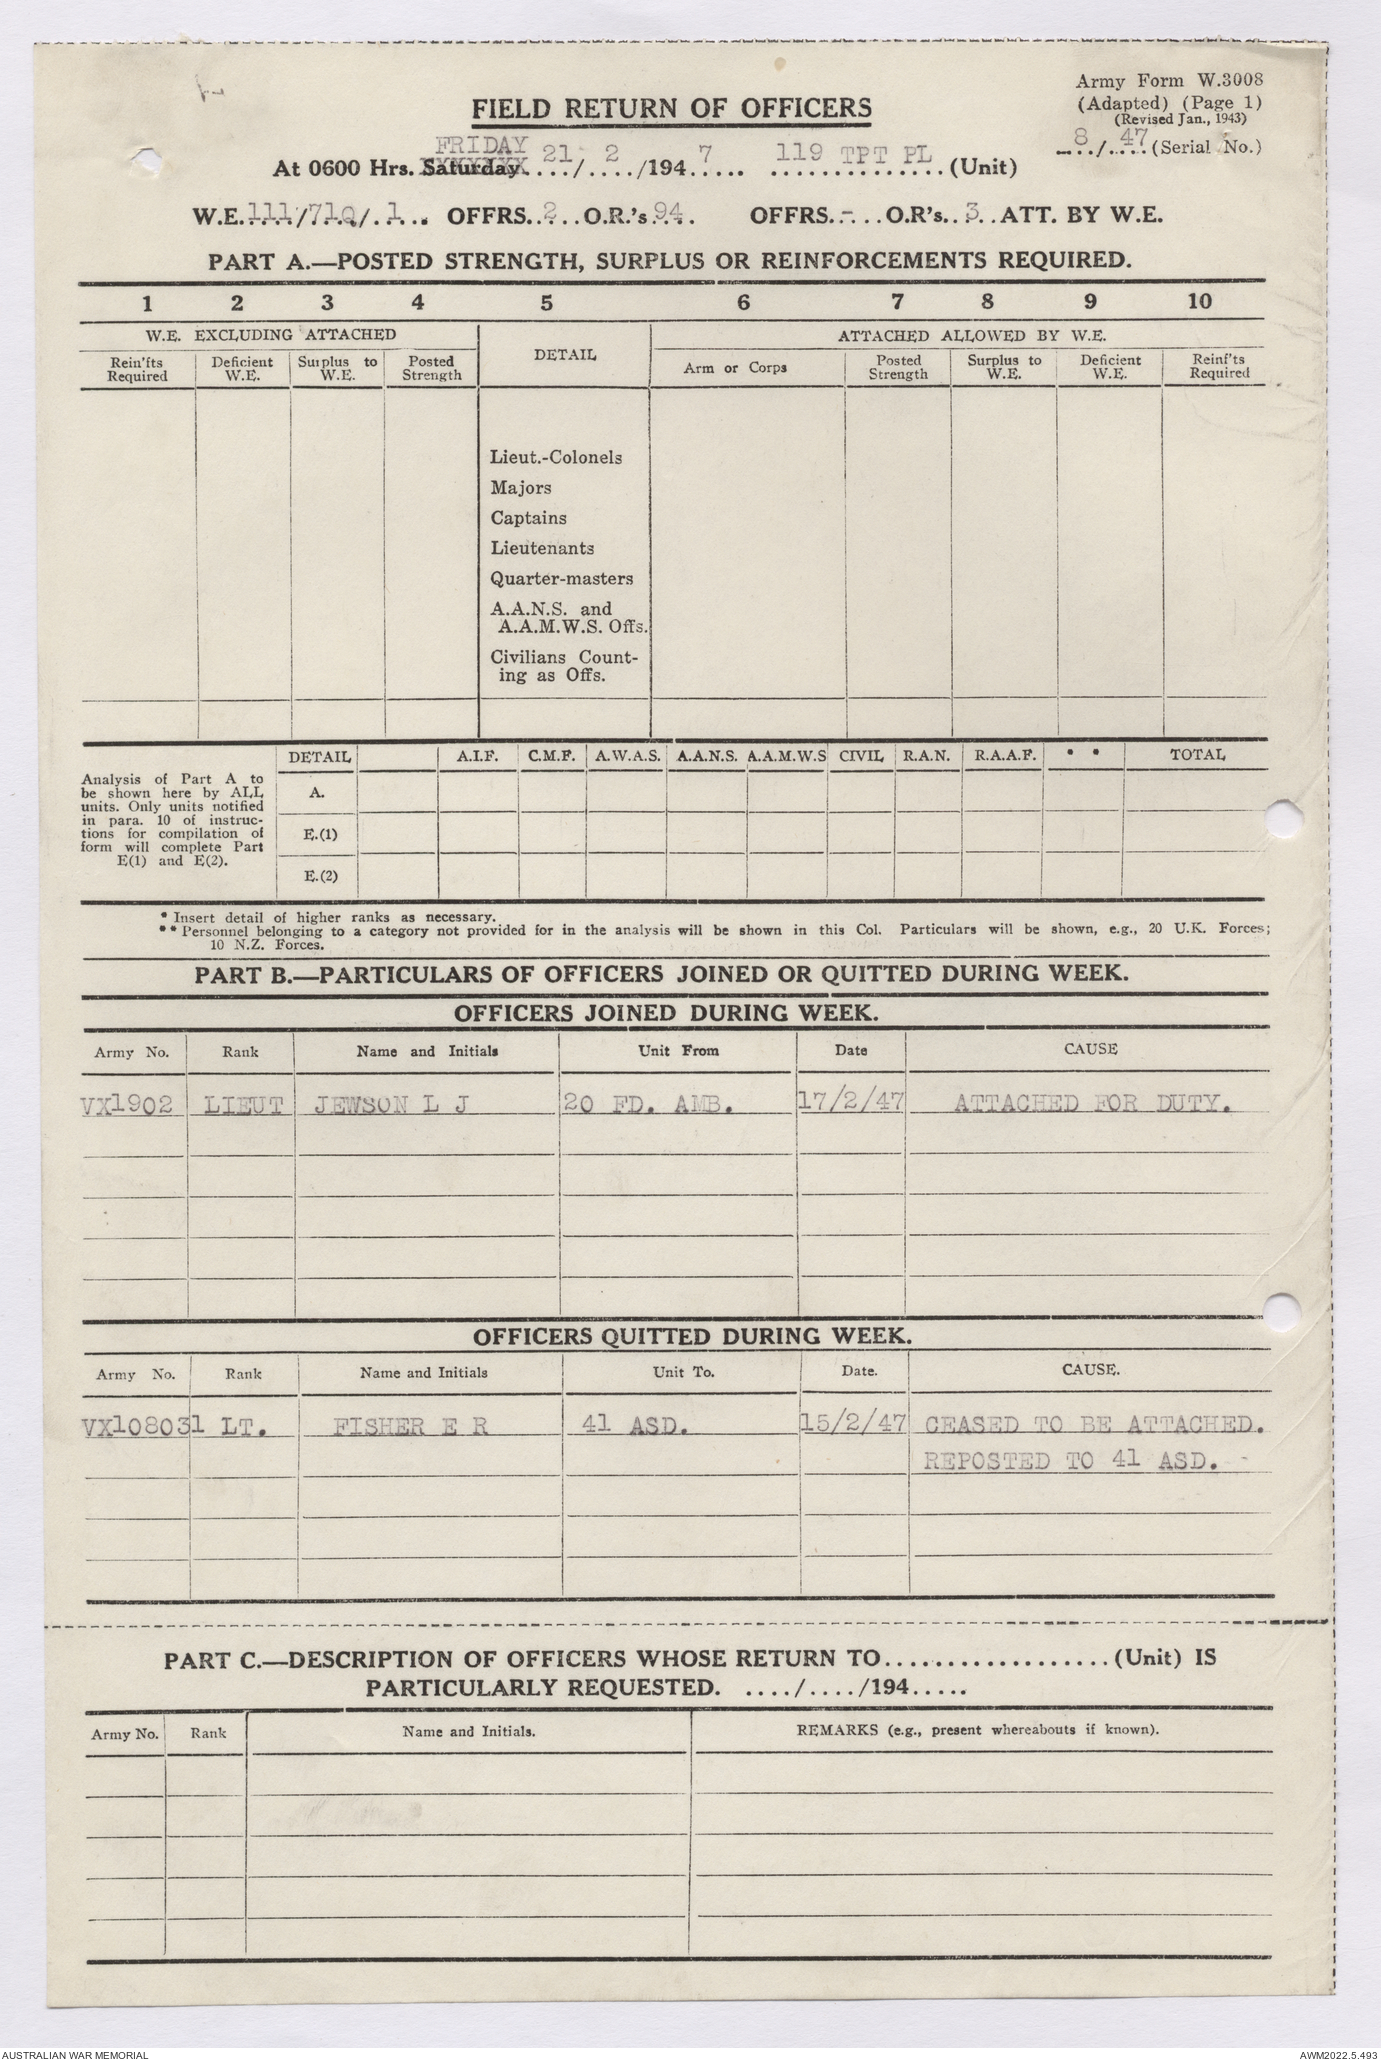 Army Form W.3008
FIELD RETURN OF OFFICERS
(Adapted) (Page 1)
(Revised Jan., 1943)
8/47 (Serial No.)
FRIDAY
At 0600 Hrs. Saturday 21/2/1947 119 TPT PL (Unit)
W.E. 111/71Q/1 OFFRS. 2 O.R.'s 94. OFFRS. - O.R's. 3 ATT. BY W.E.
PART A.—POSTED STRENGTH, SURPLUS OR REINFORCEMENTS REQUIRED.
1 2 3 4 5 6 7 8 9 10
W.E. EXCLUDING ATTACHED DETAIL ATTACHED ALLOWED BY W.E.
Rein'fts Required Deficient W.E. Surplus to W.E. Posted Strength Arm or Corps Posted Strength Surplus to W.E. Deficient W.E. Reinf'ts Required
Lieut.-Colonels
Majors
Captains
Lieutenants
Quarter-masters
A.A.N.S. and
A.A.M.W.S. Offs.
Civilians Count-
ing as Offs.
DETAIL A.I.F. C.M.F. A.W.A.S. A.A.N.S. A.A.M.W.S CIVIL R.A.N. R.A.A.F. * * TOTAL
Analysis of Part A to
be shown here by ALL
units. Only units notified
in para. 10 of instruc-
tions for compilation of
form will complete Part
E(1) and E(2).
A.
E.(1)
E.(2)
* Insert detail of higher ranks as necessary.
** Personnel belonging to a category not provided for in the analysis will be shown in this Col. Particulars will be shown, e.g., 20 U.K. Forces;
10 N.Z. Forces.
PART B.—PARTICULARS OF OFFICERS JOINED OR QUITTED DURING WEEK.
OFFICERS JOINED DURING WEEK.
Army No. Rank Name and Initials Unit From Date CAUSE
VX1902 LIEUT JEWSON L J 20 FD. AMB. 17/2/47 ATTACHED FOR DUTY.
OFFICERS QUITTED DURING WEEK.
Army No. Rank Name and Initials Unit To. Date. CAUSE.
VX108031 LT. FISHER E R 41 ASD. 15/2/47 CEASED TO BE ATTACHED.
REPOSTED TO 41 ASD. -
PART C.—DESCRIPTION OF OFFICERS WHOSE RETURN TO................... (Unit) IS
PARTICULARLY REQUESTED. ..../..../194.....
Army No. Rank Name and Initials. REMARKS (e.g., present whereabouts if known).
AUSTRALIAN WAR MEMORIAL AWM2022.5.493